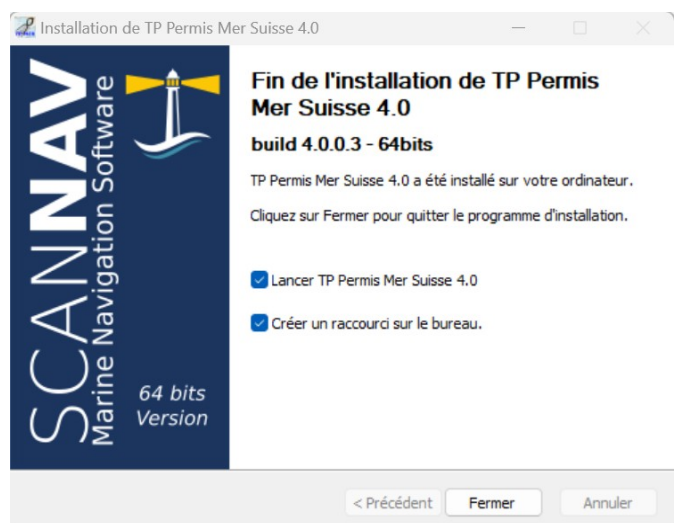 Installation de TP Permis Mer Suisse 4.0
SCANNAV
Marine Navigation Software
64 bits
Version
Fin de l'installation de TP Permis
Mer Suisse 4.0
build 4.0.0.3 - 64bits
TP Permis Mer Suisse 4.0 a été installé sur votre ordinateur.
Cliquez sur Fermer pour quitter le programme d'installation.
Lancer TP Permis Mer Suisse 4.0
Créer un raccourci sur le bureau.
< Précédent
Fermer
Annuler